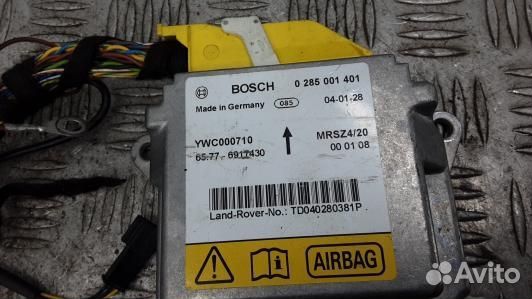 BOSCH 0 285 001 401
Made in Germany 085 04-01-28
YWC000710 MRSZ4/20
65.77 - 6917430 00 01 08
Land-Rover-No.: TD040280381P
AIRBAG
Avito